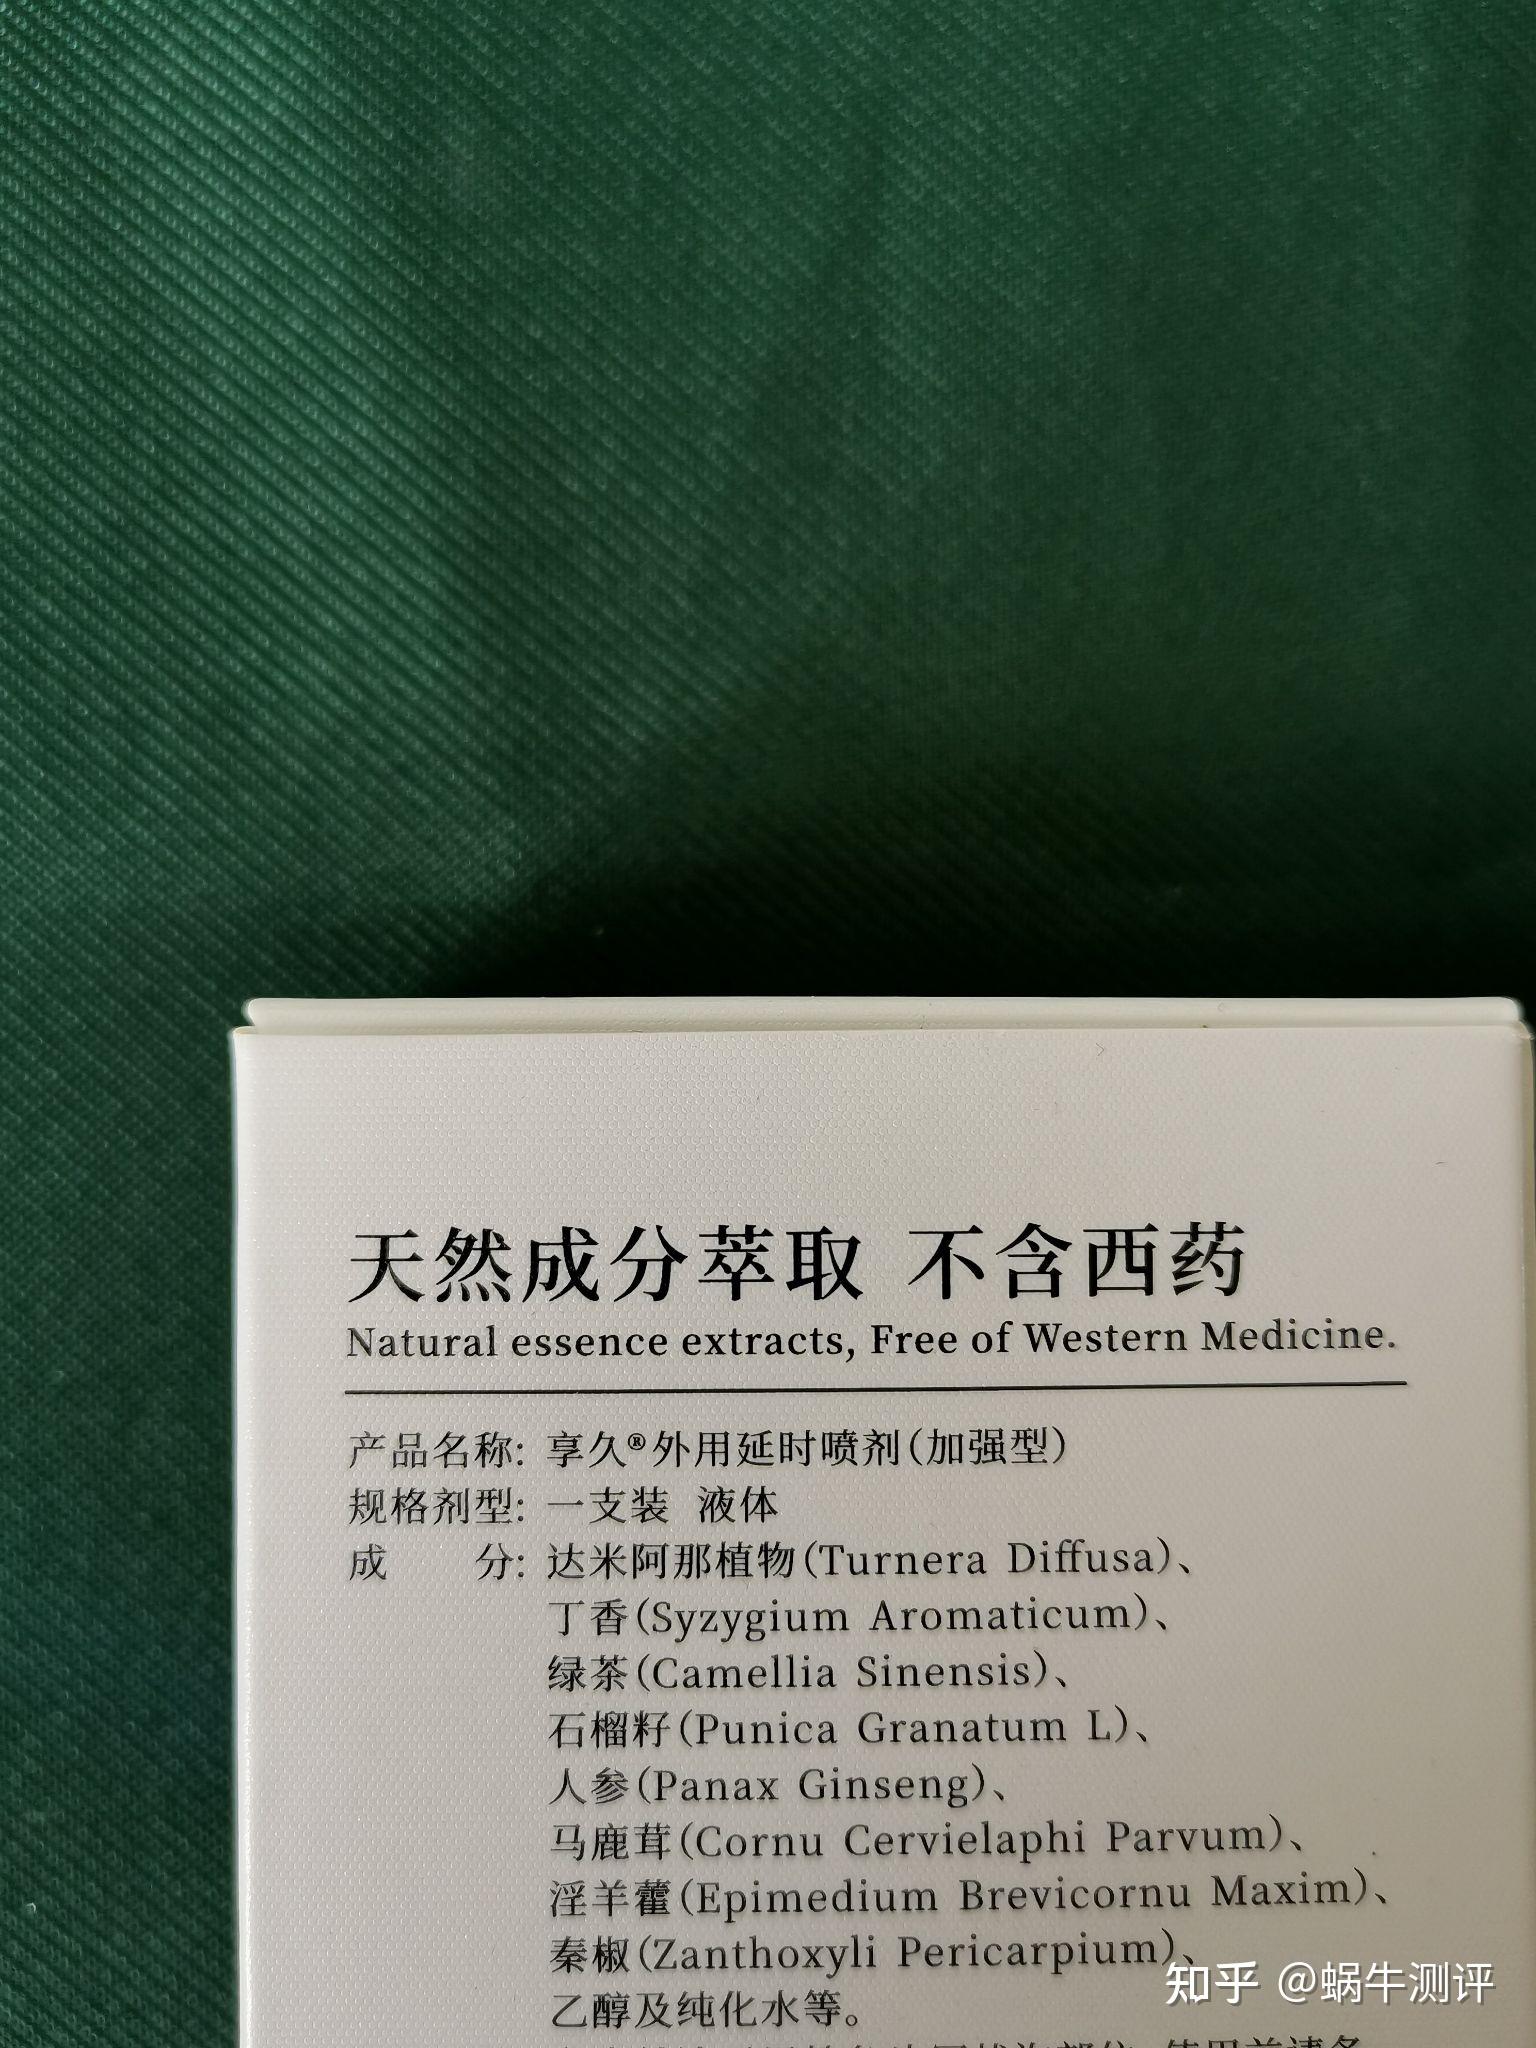 天然成分萃取 不含西药
Natural essence extracts, Free of Western Medicine.
产品名称: 享久®外用延时喷剂(加强型)
规格剂型: 一支装 液体
成 分: 达米阿那植物(Turnera Diffusa)、
丁香(Syzygium Aromaticum)、
绿茶(Camellia Sinensis)、
石榴籽(Punica Granatum L)、
人参(Panax Ginseng)、
马鹿茸(Cornu Cervielaphi Parvum)、
淫羊藿(Epimedium Brevicornu Maxim)、
秦椒(Zanthoxyli Pericarpium)、
乙醇及纯化水等。
知乎 @蜗牛测评